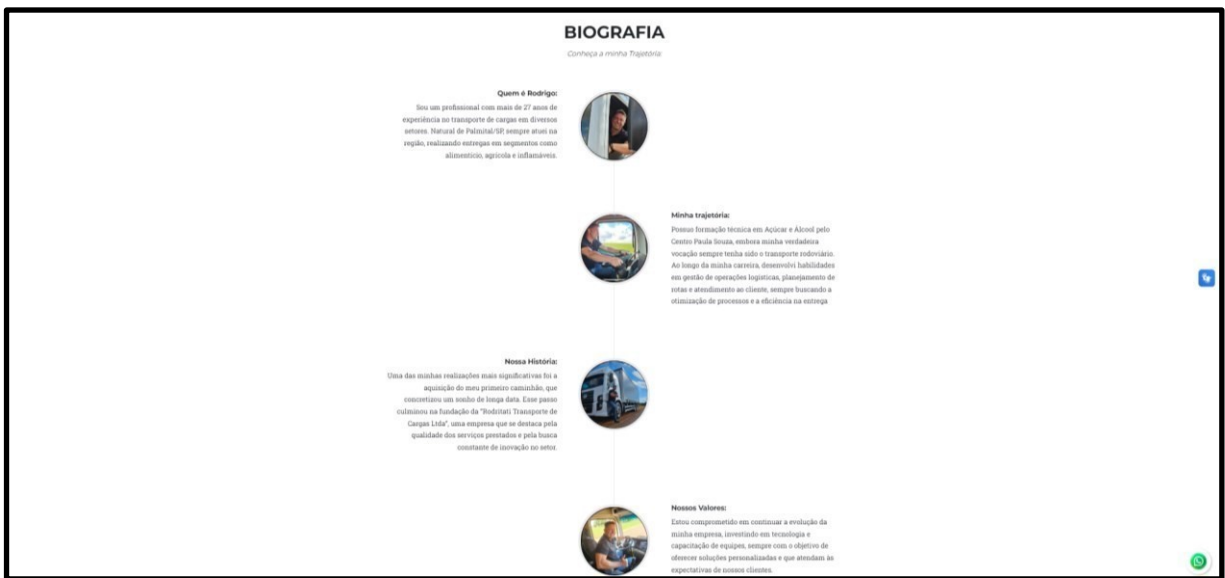 BIOGRAFIA
Conheça a minha Trajetória:
Quem é Rodrigo:
Sou um profissional com mais de 27 anos de
experiência no transporte de cargas em diversos
setores. Natural de Palmital/SP, sempre atuei na
região, realizando entregas em segmentos como
alimentício, agrícola e inflamáveis.
Minha trajetória:
Possuo formação técnica em Açúcar e Álcool pelo
Centro Paula Souza, embora minha verdadeira
vocação sempre tenha sido o transporte rodoviário.
Ao longo da minha carreira, desenvolvi habilidades
em gestão de operações logísticas, planejamento de
rotas e atendimento ao cliente, sempre buscando a
otimização de processos e a eficiência na entrega
Nossa História:
Uma das minhas realizações mais significativas foi a
aquisição do meu primeiro caminhão, que
concretizou um sonho de longa data. Esse passo
culminou na fundação da "Rodritati Transporte de
Cargas Ltda", uma empresa que se destaca pela
qualidade dos serviços prestados e pela busca
constante de inovação no setor.
Nossos Valores:
Estou comprometido em continuar a evolução da
minha empresa, investindo em tecnologia e
capacitação de equipes, sempre com o objetivo de
oferecer soluções personalizadas e que atendam às
expectativas de nossos clientes.